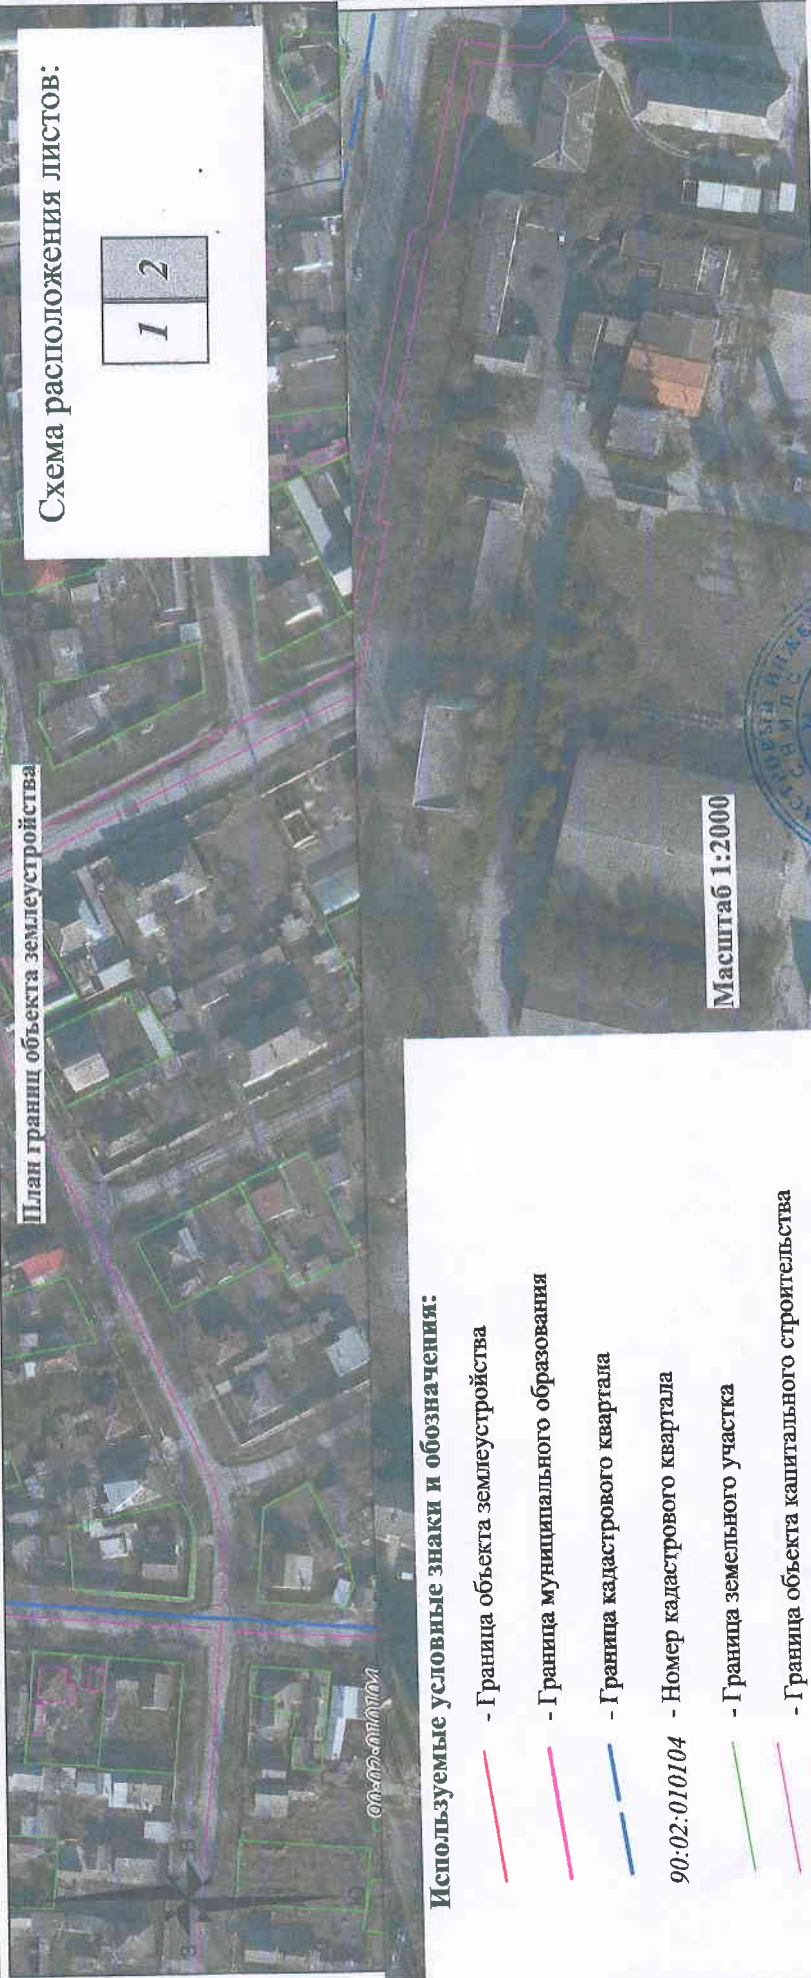 План границ объекта землеустройства
Схема расположения листов:
1 2
Масштаб 1:2000
Используемые условные знаки и обозначения:
- Граница объекта землеустройства
- Граница муниципального образования
- Граница кадастрового квартала
90:02:010104 - Номер кадастрового квартала
- Граница земельного участка
- Граница объекта капитального строительства
З
В
Ю